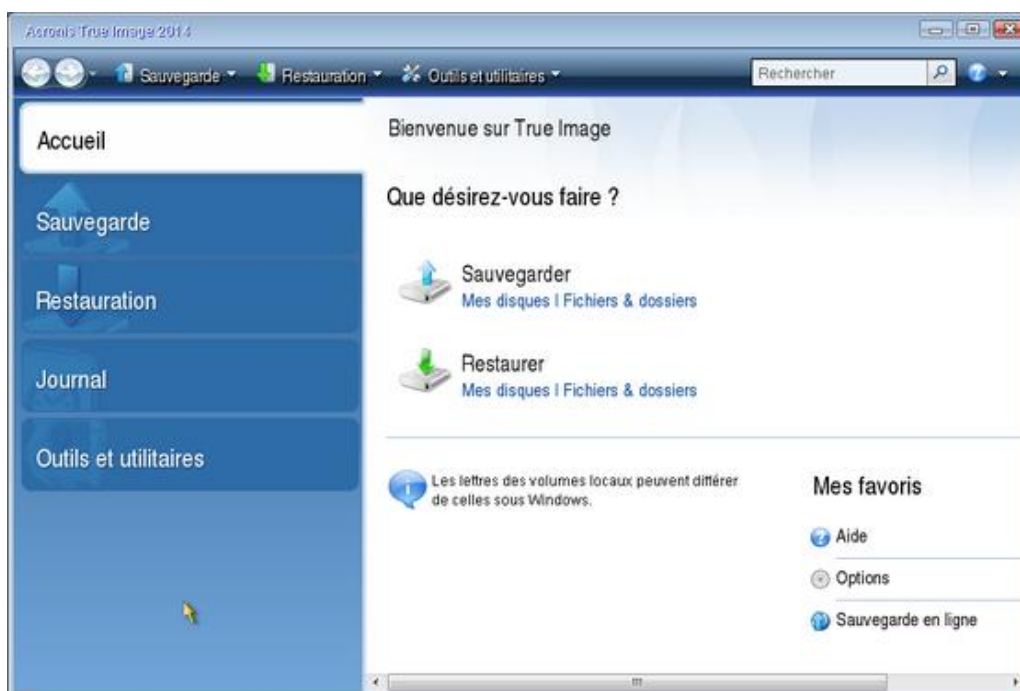 Acronis True Image 2014
Sauvegarde Restauration Outils et utilitaires Rechercher
Accueil
Sauvegarde
Restauration
Journal
Outils et utilitaires
Bienvenue sur True Image
Que désirez-vous faire ?
Sauvegarder
Mes disques | Fichiers & dossiers
Restaurer
Mes disques | Fichiers & dossiers
Les lettres des volumes locaux peuvent différer
de celles sous Windows.
Mes favoris
Aide
Options
Sauvegarde en ligne